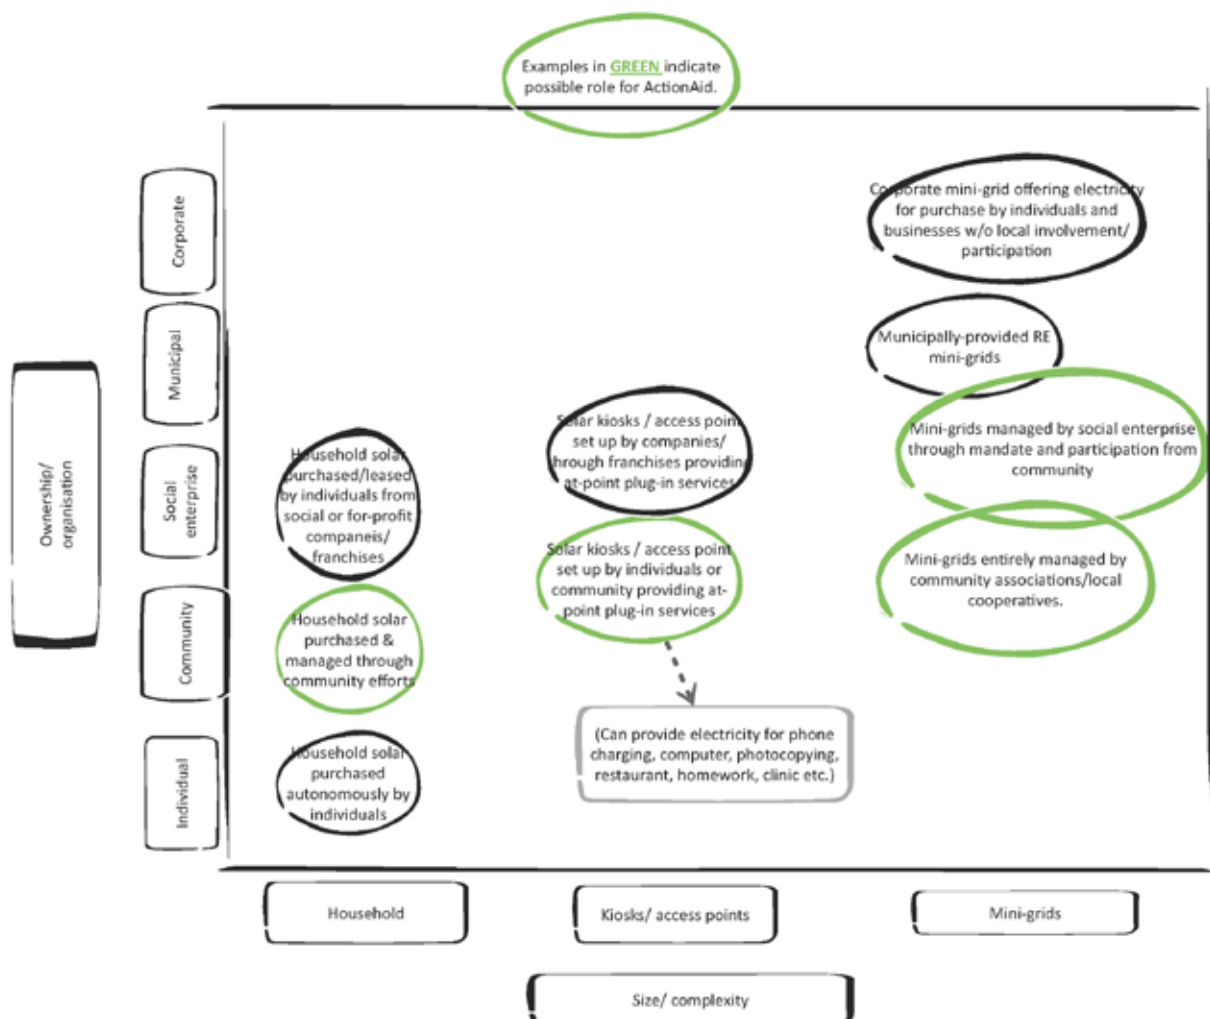 Examples in GREEN indicate
possible role for ActionAid.
Corporate
Municipal
Social
enterprise
Community
Individual
Ownership/
organisation
Corporate mini-grid offering electricity
for purchase by individuals and
businesses w/o local involvement/
participation
Municipally-provided RE
mini-grids
Mini-grids managed by social enterprise
through mandate and participation from
community
Mini-grids entirely managed by
community associations/local
cooperatives.
Solar kiosks / access point
set up by companies/
through franchises providing
at-point plug-in services
Solar kiosks / access point
set up by individuals or
community providing at-
point plug-in services
(Can provide electricity for phone
charging, computer, photocopying,
restaurant, homework, clinic etc.)
Household solar
purchased/leased
by individuals from
social or for-profit
companeis/
franchises
Household solar
purchased &
managed through
community efforts
Household solar
purchased
autonomously by
individuals
Household
Kiosks/ access points
Mini-grids
Size/ complexity